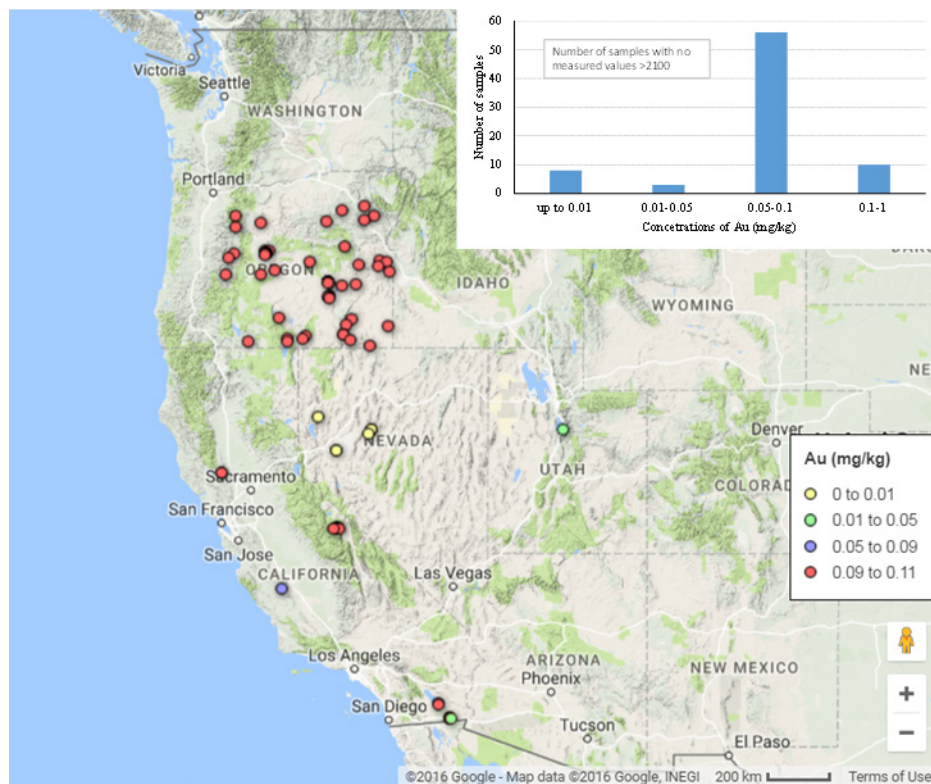 60
50
40
30
20
10
0
Number of samples
Number of samples with no
measured values >2100
up to 0.01
0.01-0.05
0.05-0.1
0.1-1
Concetrations of Au (mg/kg)
Victoria
Seattle
WASHINGTON
Portland
OREGON
IDAHO
WYOMING
NE
NEVADA
UTAH
Denver
COLORAD
Sacramento
San Francisco
San Jose
CALIFORNIA
Las Vegas
Los Angeles
ARIZONA
Phoenix
NEW MEXICO
San Diego
Tucson
El Paso
Au (mg/kg)
0 to 0.01
0.01 to 0.05
0.05 to 0.09
0.09 to 0.11
+
−
©2016 Google - Map data ©2016 Google, INEGI
200 km
Terms of Use